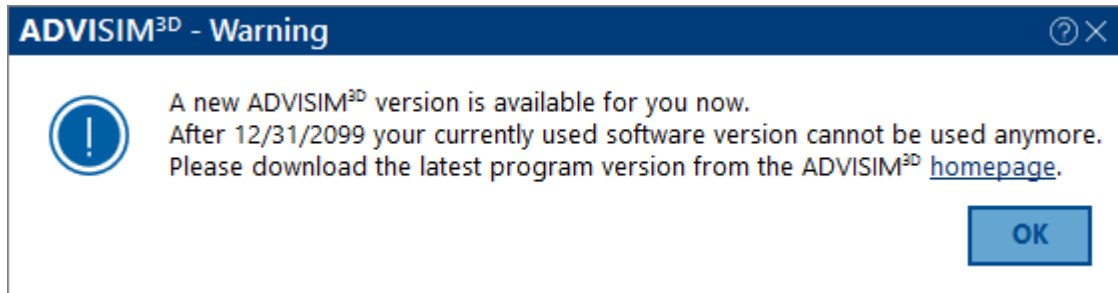 ADVISIM³ᴰ - Warning
A new ADVISIM³ᴰ version is available for you now.
After 12/31/2099 your currently used software version cannot be used anymore.
Please download the latest program version from the ADVISIM³ᴰ homepage.
OK